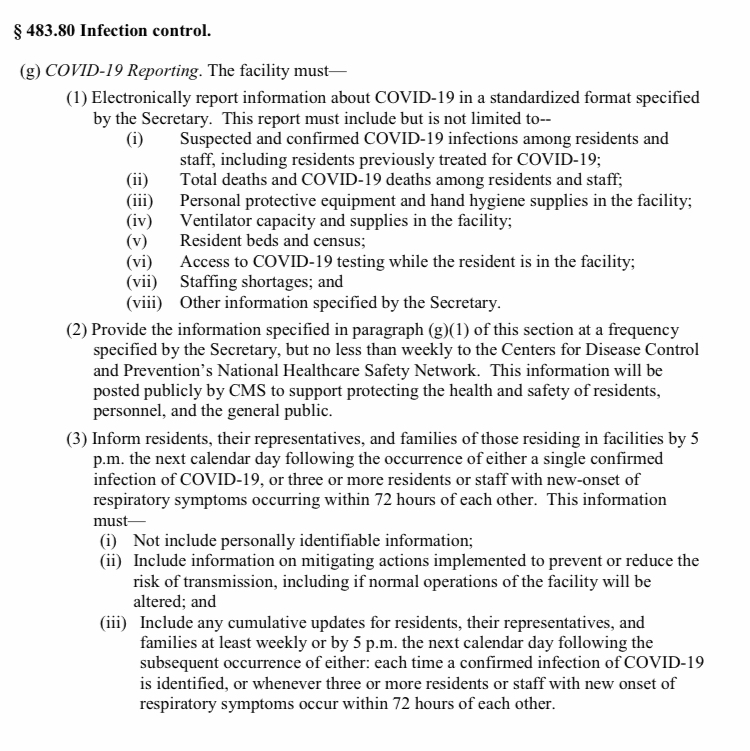 § 483.80 Infection control.
(g) COVID-19 Reporting. The facility must—
(1) Electronically report information about COVID-19 in a standardized format specified
by the Secretary.  This report must include but is not limited to--
(i) Suspected and confirmed COVID-19 infections among residents and
staff, including residents previously treated for COVID-19;
(ii) Total deaths and COVID-19 deaths among residents and staff;
(iii) Personal protective equipment and hand hygiene supplies in the facility;
(iv) Ventilator capacity and supplies in the facility;
(v) Resident beds and census;
(vi) Access to COVID-19 testing while the resident is in the facility;
(vii) Staffing shortages; and
(viii) Other information specified by the Secretary.
(2) Provide the information specified in paragraph (g)(1) of this section at a frequency
specified by the Secretary, but no less than weekly to the Centers for Disease Control
and Prevention’s National Healthcare Safety Network.  This information will be
posted publicly by CMS to support protecting the health and safety of residents,
personnel, and the general public.
(3) Inform residents, their representatives, and families of those residing in facilities by 5
p.m. the next calendar day following the occurrence of either a single confirmed
infection of COVID-19, or three or more residents or staff with new-onset of
respiratory symptoms occurring within 72 hours of each other.  This information
must—
(i) Not include personally identifiable information;
(ii) Include information on mitigating actions implemented to prevent or reduce the
risk of transmission, including if normal operations of the facility will be
altered; and
(iii) Include any cumulative updates for residents, their representatives, and
families at least weekly or by 5 p.m. the next calendar day following the
subsequent occurrence of either: each time a confirmed infection of COVID-19
is identified, or whenever three or more residents or staff with new onset of
respiratory symptoms occur within 72 hours of each other.